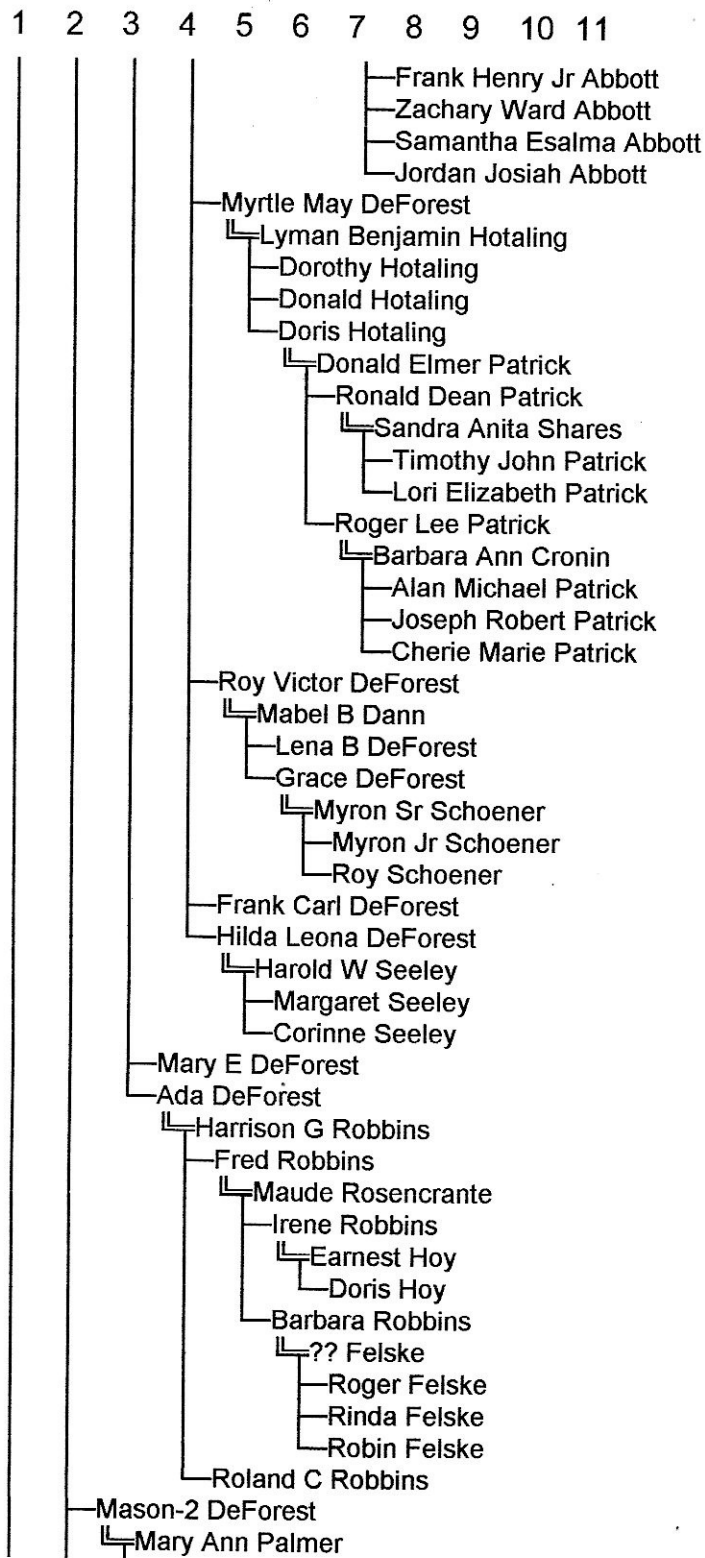 1 2 3 4 5 6 7 8 9 10 11
Frank Henry Jr Abbott
Zachary Ward Abbott
Samantha Esalma Abbott
Jordan Josiah Abbott
Myrtle May DeForest
Lyman Benjamin Hotaling
Dorothy Hotaling
Donald Hotaling
Doris Hotaling
Donald Elmer Patrick
Ronald Dean Patrick
Sandra Anita Shares
Timothy John Patrick
Lori Elizabeth Patrick
Roger Lee Patrick
Barbara Ann Cronin
Alan Michael Patrick
Joseph Robert Patrick
Cherie Marie Patrick
Roy Victor DeForest
Mabel B Dann
Lena B DeForest
Grace DeForest
Myron Sr Schoener
Myron Jr Schoener
Roy Schoener
Frank Carl DeForest
Hilda Leona DeForest
Harold W Seeley
Margaret Seeley
Corinne Seeley
Mary E DeForest
Ada DeForest
Harrison G Robbins
Fred Robbins
Maude Rosencrante
Irene Robbins
Earnest Hoy
Doris Hoy
Barbara Robbins
?? Felske
Roger Felske
Rinda Felske
Robin Felske
Roland C Robbins
Mason-2 DeForest
Mary Ann Palmer